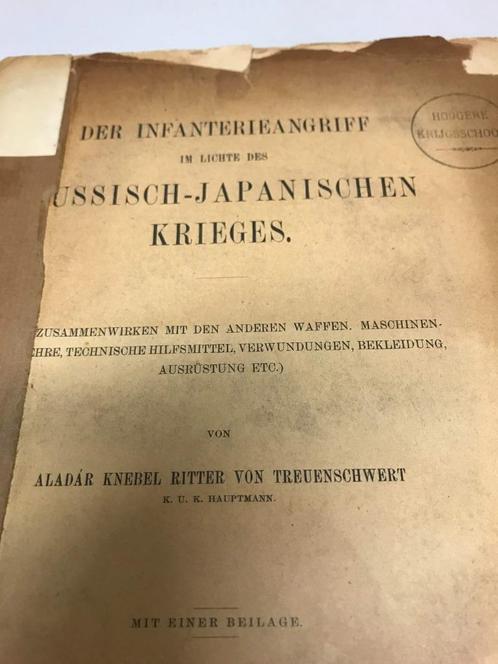 HOOGERE
KRIJGSSCHOO
DER INFANTERIEANGRIFF
IM LICHTE DES
USSISCH-JAPANISCHEN
KRIEGES.
ZUSAMMENWIRKEN MIT DEN ANDEREN WAFFEN. MASCHINEN-
EHRE, TECHNISCHE HILFSMITTEL, VERWUNDUNGEN, BEKLEIDUNG,
AUSRÜSTUNG ETC.)
VON
ALADÁR KNEBEL RITTER VON TREUENSCHWERT
K. U. K. HAUPTMANN.
MIT EINER BEILAGE.